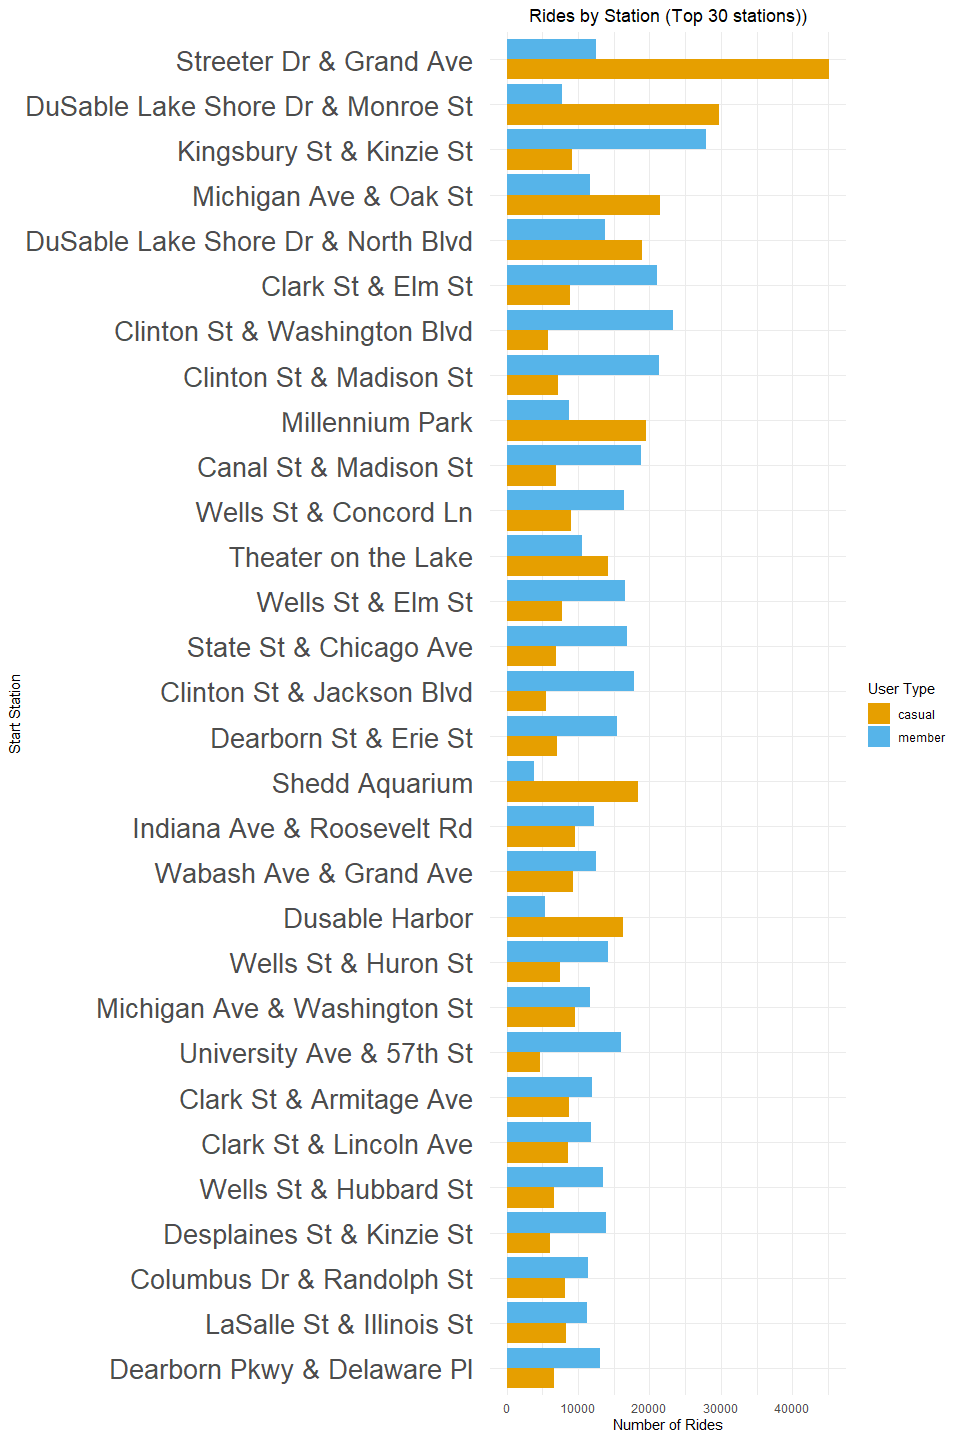 Rides by Station (Top 30 stations))
Streeter Dr & Grand Ave
DuSable Lake Shore Dr & Monroe St
Kingsbury St & Kinzie St
Michigan Ave & Oak St
DuSable Lake Shore Dr & North Blvd
Clark St & Elm St
Clinton St & Washington Blvd
Clinton St & Madison St
Millennium Park
Canal St & Madison St
Wells St & Concord Ln
Theater on the Lake
Wells St & Elm St
State St & Chicago Ave
Clinton St & Jackson Blvd
Dearborn St & Erie St
Shedd Aquarium
Indiana Ave & Roosevelt Rd
Wabash Ave & Grand Ave
Dusable Harbor
Wells St & Huron St
Michigan Ave & Washington St
University Ave & 57th St
Clark St & Armitage Ave
Clark St & Lincoln Ave
Wells St & Hubbard St
Desplaines St & Kinzie St
Columbus Dr & Randolph St
LaSalle St & Illinois St
Dearborn Pkwy & Delaware Pl
Start Station
0 10000 20000 30000 40000
Number of Rides
User Type
casual
member